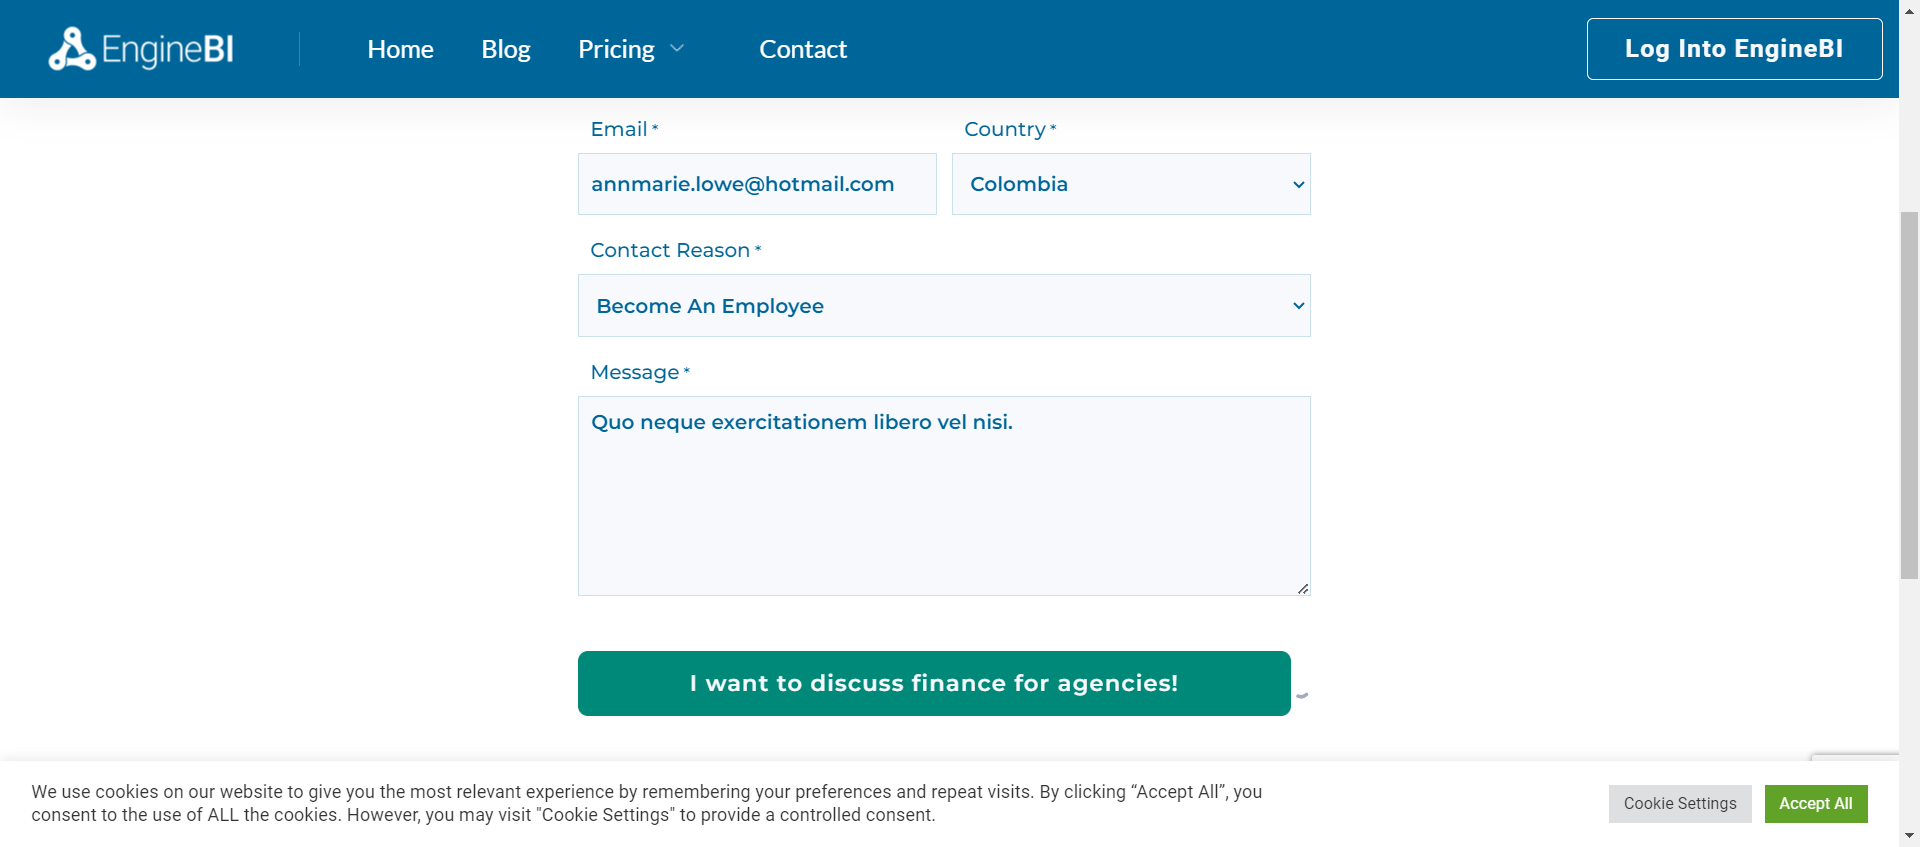 EngineBI
Home
Blog
Pricing
Contact
Log Into EngineBI
Email *
Country *
annmarie.lowe@hotmail.com
Colombia
Contact Reason *
Become An Employee
Message *
Quo neque exercitationem libero vel nisi.
I want to discuss finance for agencies!
We use cookies on our website to give you the most relevant experience by remembering your preferences and repeat visits. By clicking “Accept All”, you
consent to the use of ALL the cookies. However, you may visit "Cookie Settings" to provide a controlled consent.
Cookie Settings
Accept All